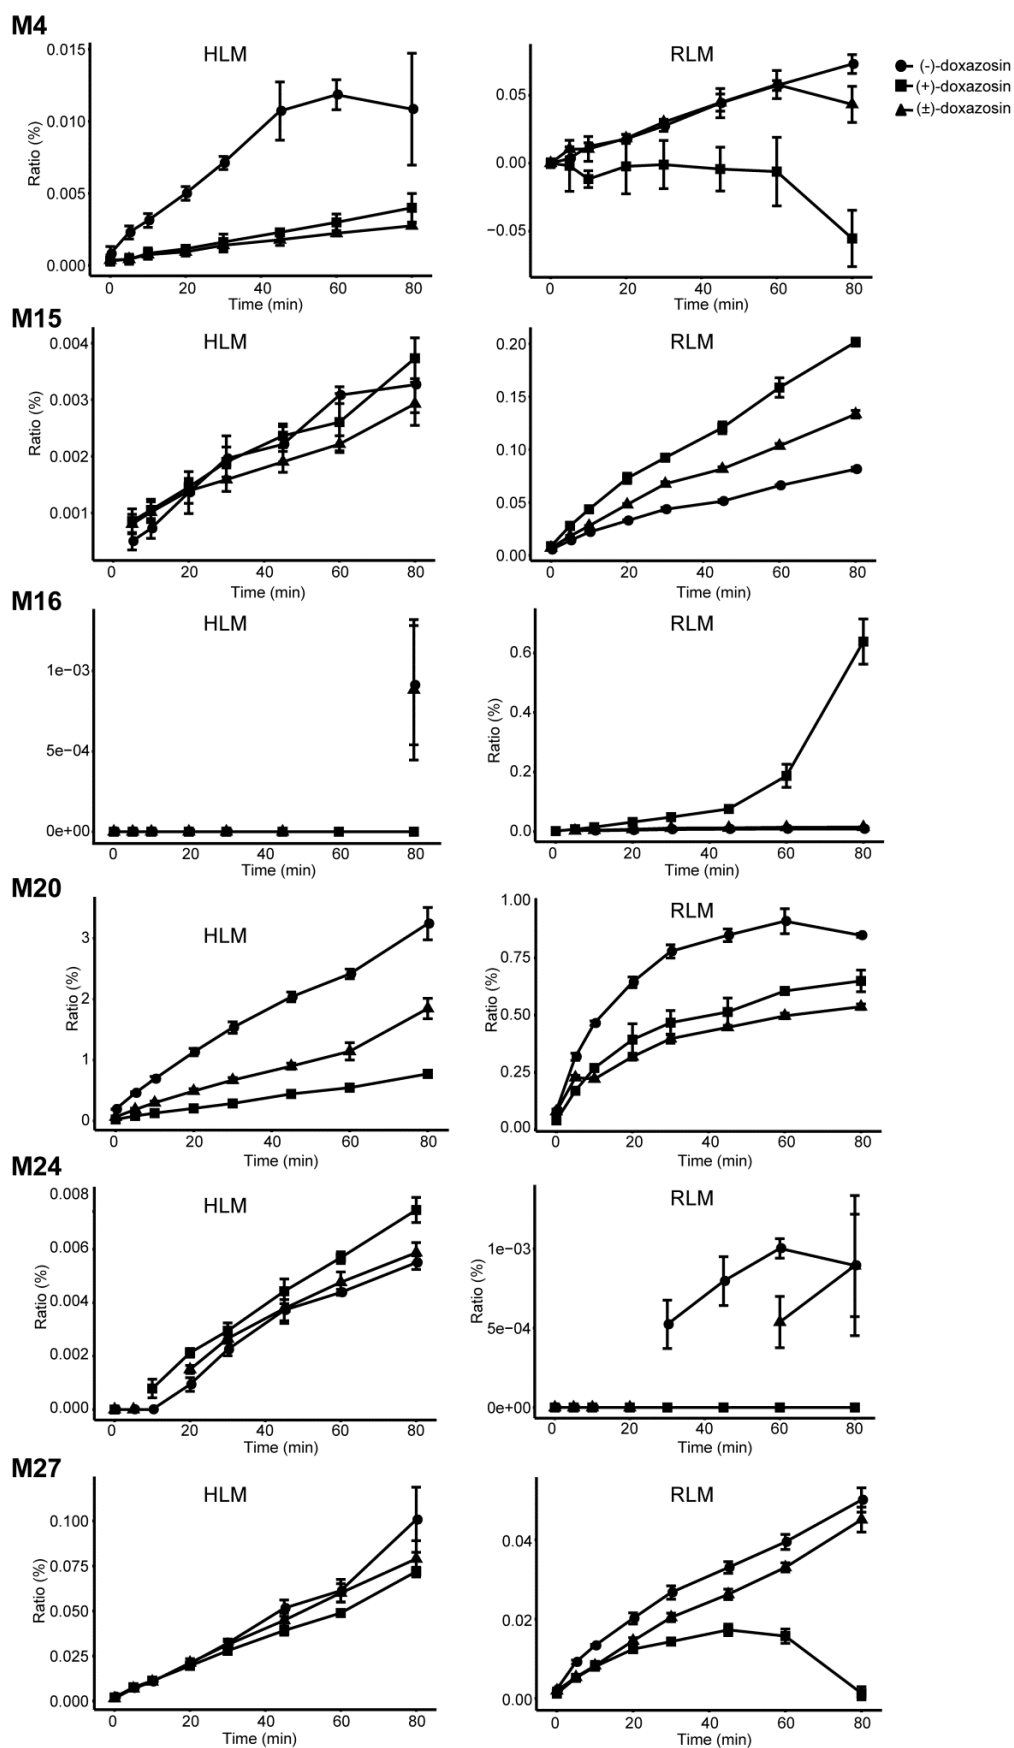 M4
HLM
RLM
(-)-doxazosin
(+)-doxazosin
(±)-doxazosin
Ratio (%)
0.015
0.010
0.005
0.000
0 20 40 60 80
Time (min)
0.05
0.00
−0.05
0 20 40 60 80
Time (min)
M15
HLM
Ratio (%)
0.004
0.003
0.002
0.001
0 20 40 60 80
Time (min)
RLM
0.20
0.15
0.10
0.05
0.00
0 20 40 60 80
Time (min)
M16
HLM
1e−03
5e−04
0e+00
0 20 40 60 80
Time (min)
RLM
Ratio (%)
0.6
0.4
0.2
0.0
0 20 40 60 80
Time (min)
M20
HLM
Ratio (%)
3
2
1
0
0 20 40 60 80
Time (min)
RLM
Ratio (%)
1.00
0.75
0.50
0.25
0.00
0 20 40 60 80
Time (min)
M24
HLM
Ratio (%)
0.008
0.006
0.004
0.002
0.000
0 20 40 60 80
Time (min)
RLM
Ratio (%)
1e−03
5e−04
0e+00
0 20 40 60 80
Time (min)
M27
HLM
Ratio (%)
0.100
0.075
0.050
0.025
0.000
0 20 40 60 80
Time (min)
RLM
0.04
0.02
0.00
0 20 40 60 80
Time (min)